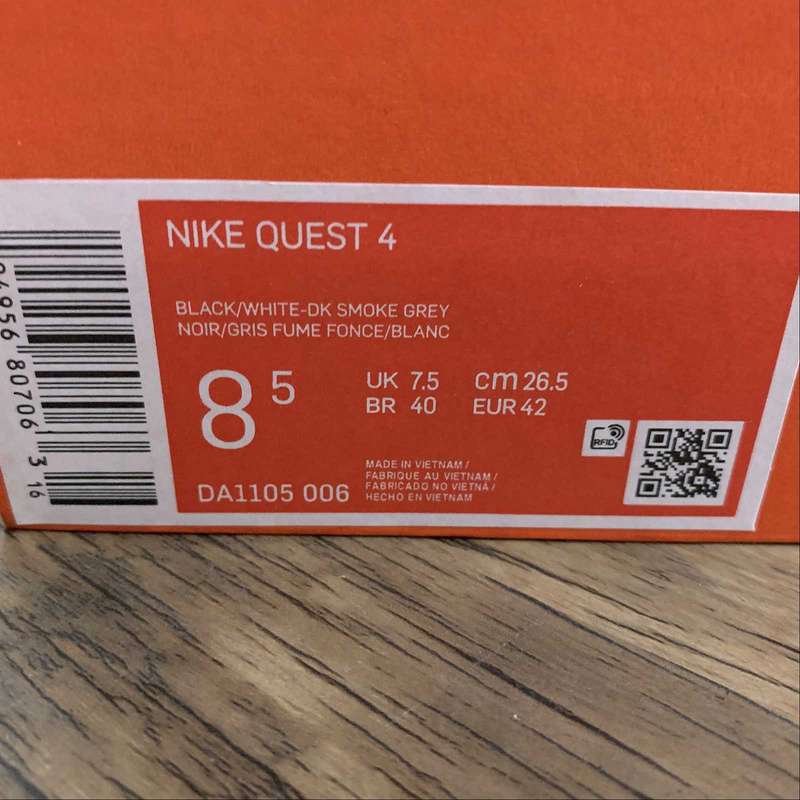 NIKE QUEST 4
BLACK/WHITE-DK SMOKE GREY
NOIR/GRIS FUME FONCE/BLANC
8 5
UK 7.5 cm 26.5
BR 40 EUR 42
DA1105 006
MADE IN VIETNAM /
FABRIQUE AU VIETNAM /
FABRICADO NO VIETNÃ /
HECHO EN VIETNAM
RFID
80706 3 16